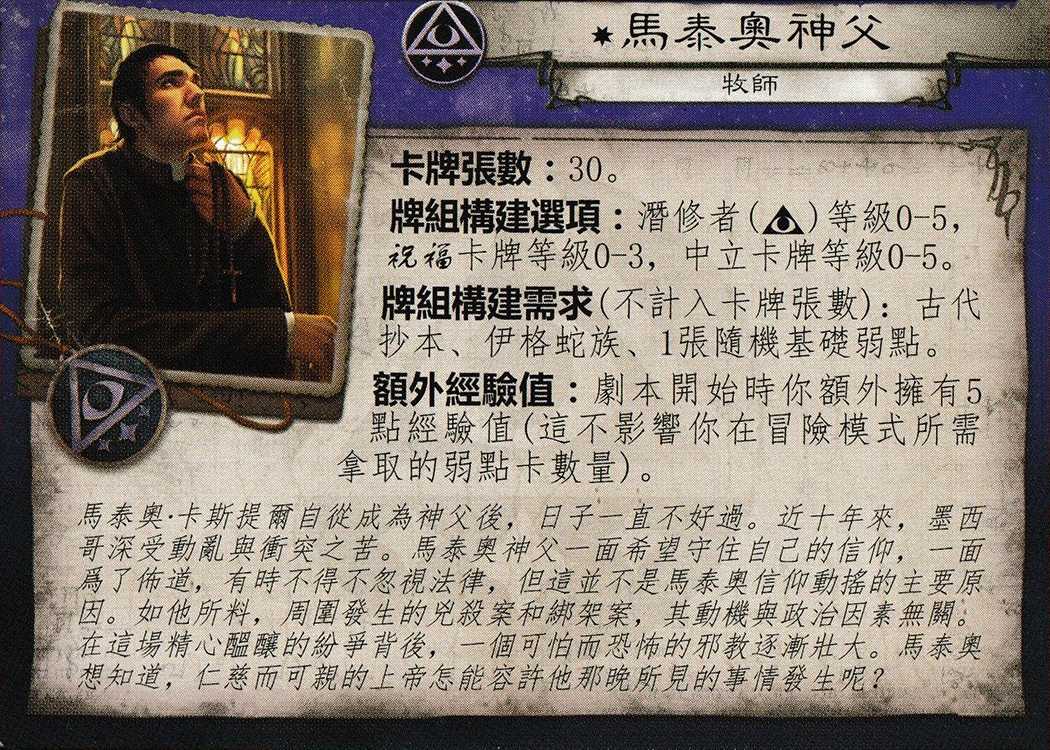 ✷馬泰奧神父
牧師
卡牌張數：30。
牌組構建選項：潛修者( )等級0-5，
祝福卡牌等級0-3，中立卡牌等級0-5。
牌組構建需求(不計入卡牌張數)：古代
抄本、伊格蛇族、1張隨機基礎弱點。
額外經驗值：劇本開始時你額外擁有5
點經驗值(這不影響你在冒險模式所需
拿取的弱點卡數量)。
馬泰奧·卡斯提爾自從成為神父後，日子一直不好過。近十年來，墨西
哥深受動亂與衝突之苦。馬泰奧神父一面希望守住自己的信仰，一面
爲了佈道，有時不得不忽視法律，但這並不是馬泰奧信仰動搖的主要原
因。如他所料，周圍發生的兇殺案和綁架案，其動機與政治因素無關。
在這場精心醞釀的紛爭背後，一個可怕而恐怖的邪教逐漸壯大。馬泰奧
想知道，仁慈而可親的上帝怎能容許他那晚所見的事情發生呢？